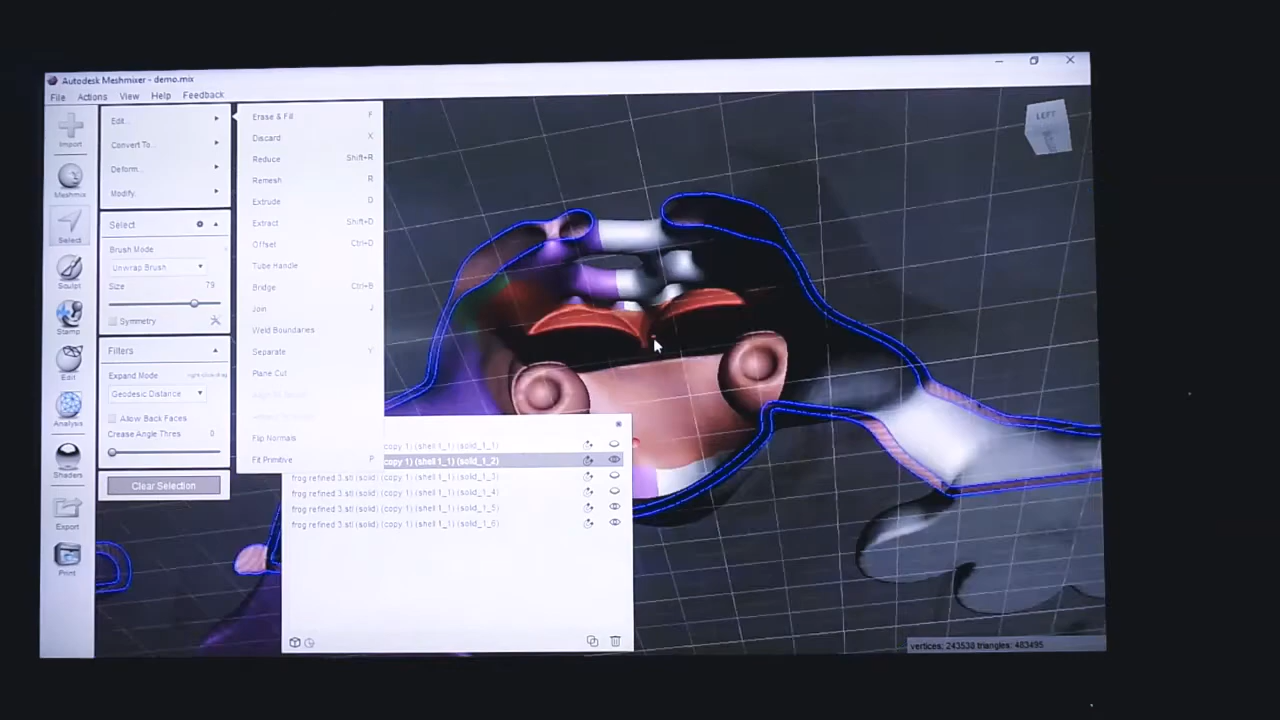 Autodesk Meshmixer - demo.mix
File Actions View Help Feedback
Import
Meshmix
Select
Sculpt
Stamp
Edit
Analysis
Shaders
Export
Print
Edit...
Convert To...
Deform...
Modify...
Select
Brush Mode
Unwrap Brush
Size 79
Symmetry
Filters
Expand Mode right-click-drag
Geodesic Distance
Allow Back Faces
Crease Angle Thres 0
Clear Selection
Erase & Fill F
Discard X
Reduce Shift+R
Remesh R
Extrude D
Extract Shift+D
Offset Ctrl+D
Tube Handle
Bridge Ctrl+B
Join J
Weld Boundaries
Separate Y
Plane Cut
Flip Normals
Fit Primitive P
copy 1) (shell 1_1) (solid_1_1)
copy 1) (shell 1_1) (solid_1_2)
frog refined 3.stl (solid) (copy 1) (shell 1_1) (solid_1_3)
frog refined 3.stl (solid) (copy 1) (shell 1_1) (solid_1_4)
frog refined 3.stl (solid) (copy 1) (shell 1_1) (solid_1_5)
frog refined 3.stl (solid) (copy 1) (shell 1_1) (solid_1_6)
LEFT
vertices: 243538 triangles: 483495